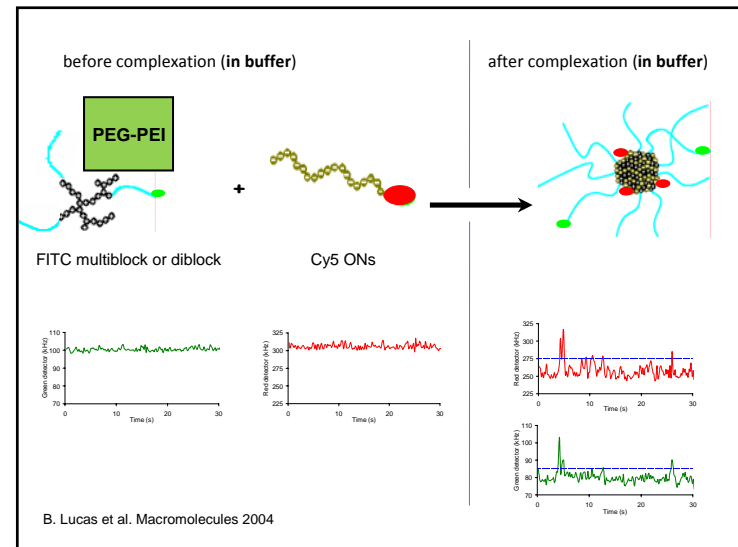 before complexation (in buffer)
after complexation (in buffer)
PEG-PEI
+
FITC multiblock or diblock
Cy5 ONs
110
100
90
80
70
Green detector (kHz)
0 10 20 30
Time (s)
325
300
275
250
225
Red detector (kHz)
0 10 20 30
Time (s)
325
300
275
250
225
Red detector (kHz)
0 10 20 30
Time (s)
110
100
90
80
70
Green detector (kHz)
0 10 20 30
Time (s)
B. Lucas et al. Macromolecules 2004